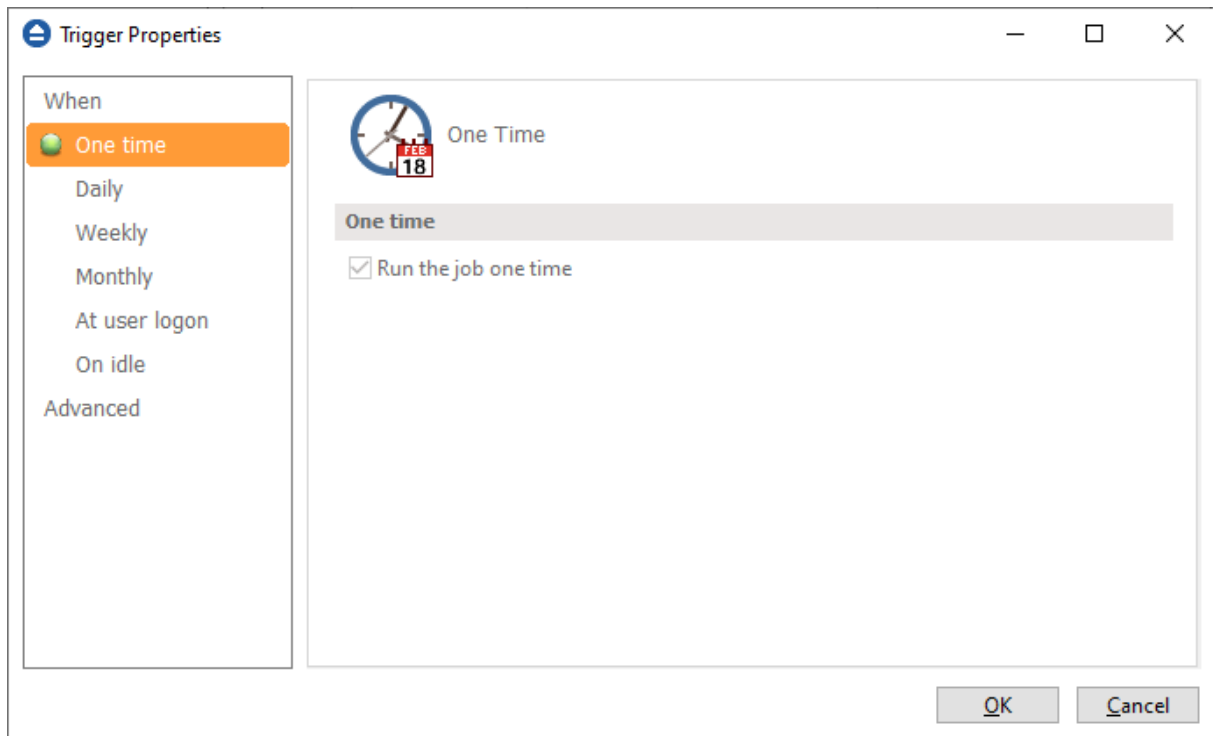 Trigger Properties
When
One time
Daily
Weekly
Monthly
At user logon
On idle
Advanced
FEB
18
One Time
One time
Run the job one time
OK
Cancel